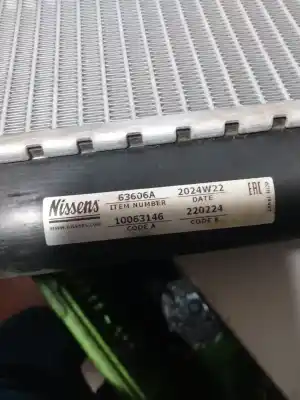 Nissens
www.nissens.com
63606A
ITEM NUMBER
2024W22
DATE
10063146
CODE A
220224
CODE B
EAC